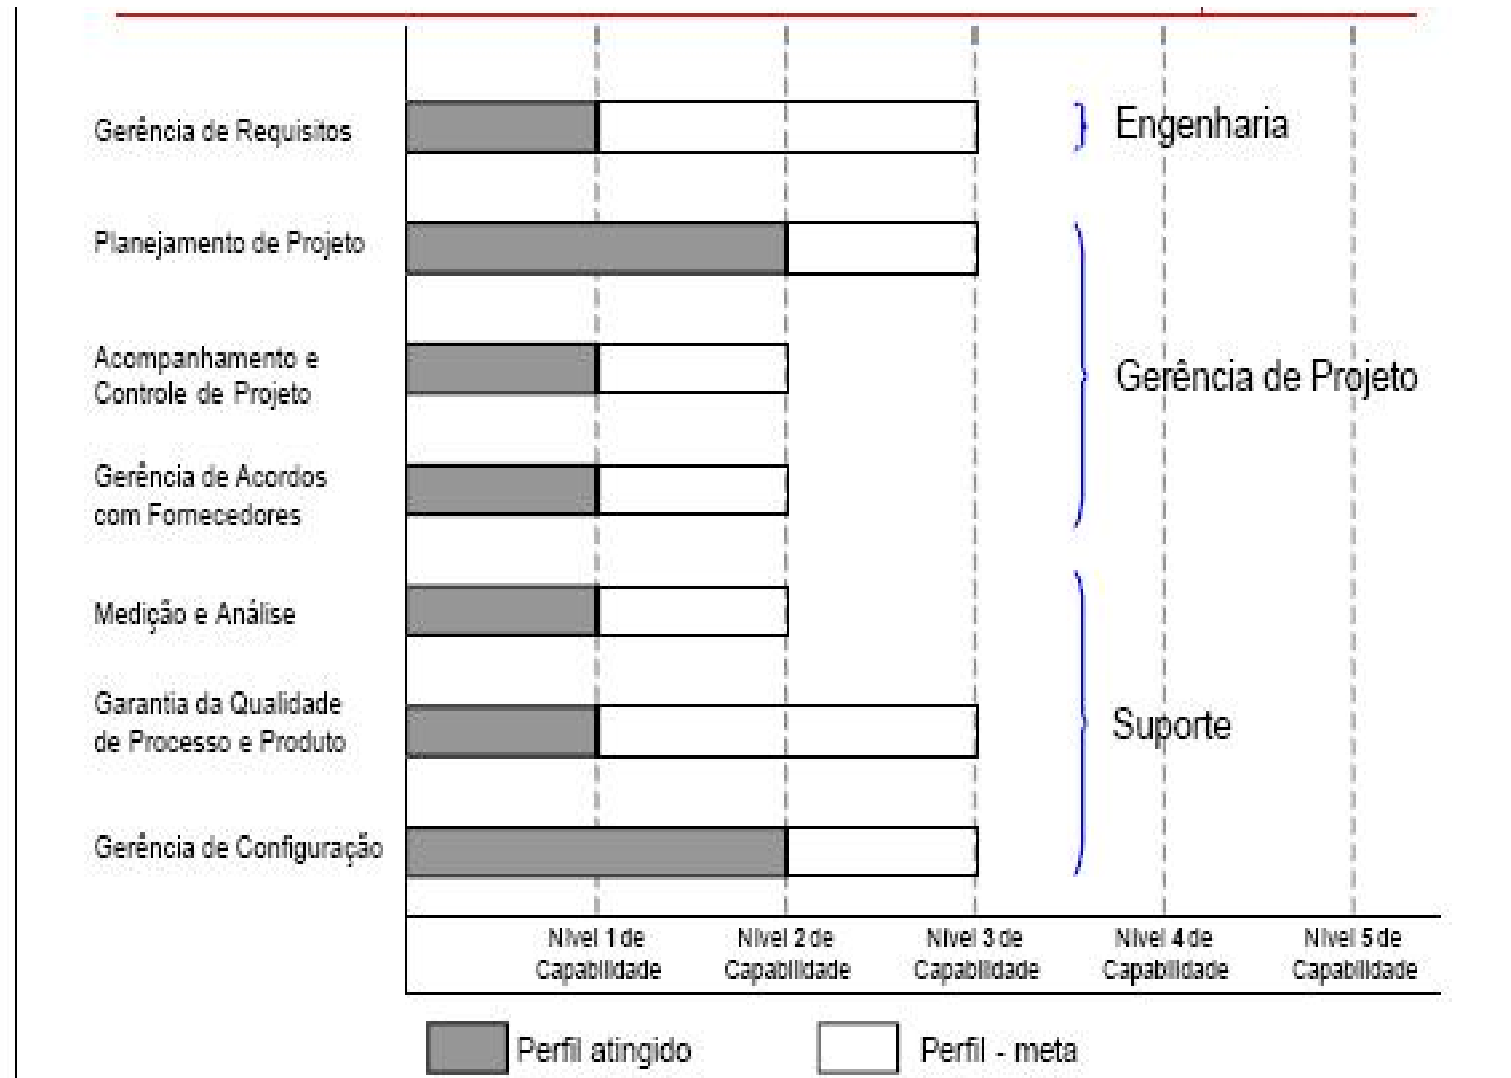 Gerência de Requisitos
Engenharia
Planejamento de Projeto
Acompanhamento e
Controle de Projeto
Gerência de Projeto
Gerência de Acordos
com Fornecedores
Medição e Análise
Garantia da Qualidade
de Processo e Produto
Suporte
Gerência de Configuração
Nível 1 de
Capabilidade
Nível 2 de
Capabilidade
Nível 3 de
Capabilidade
Nível 4 de
Capabilidade
Nível 5 de
Capabilidade
Perfil atingido
Perfil - meta